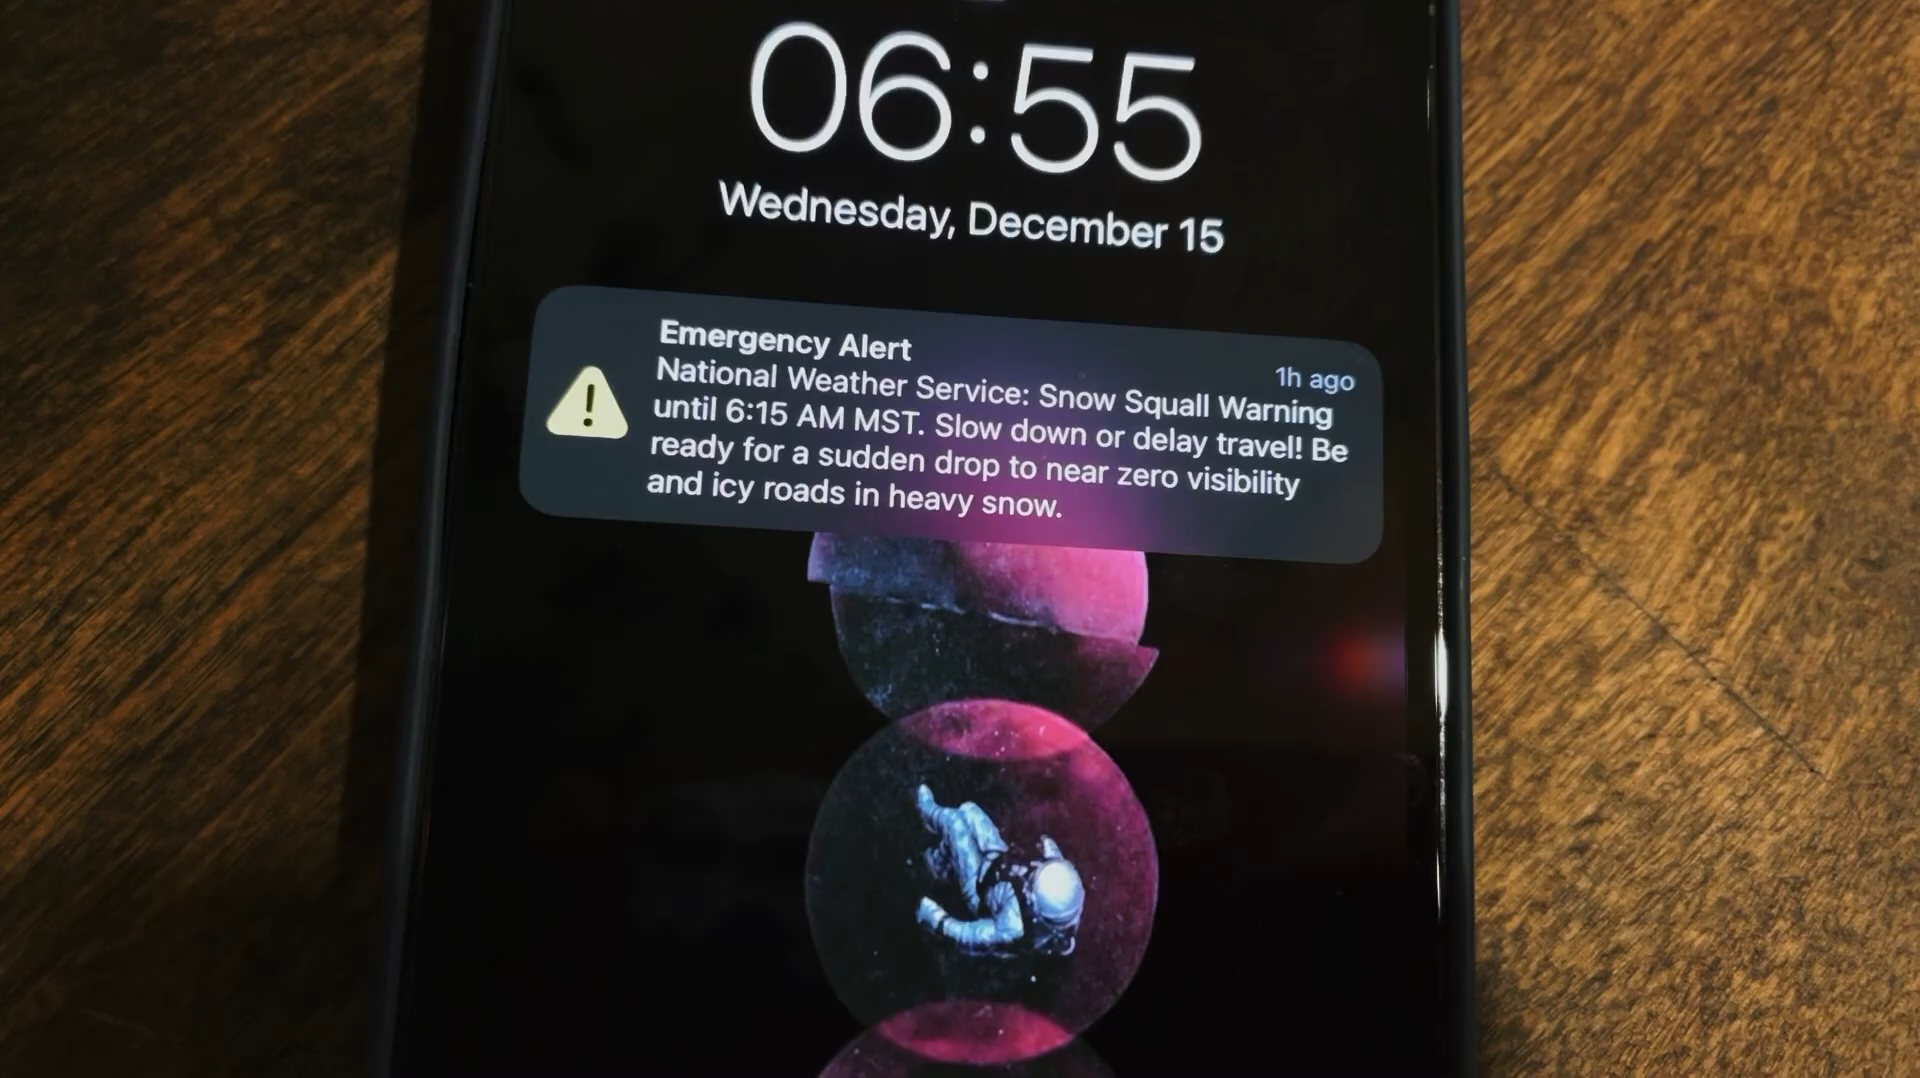 06:55
Wednesday, December 15
Emergency Alert
1h ago
National Weather Service: Snow Squall Warning
until 6:15 AM MST. Slow down or delay travel! Be
ready for a sudden drop to near zero visibility
and icy roads in heavy snow.